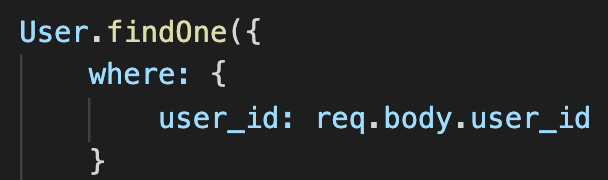 User.findOne({
where: {
user_id: req.body.user_id
}